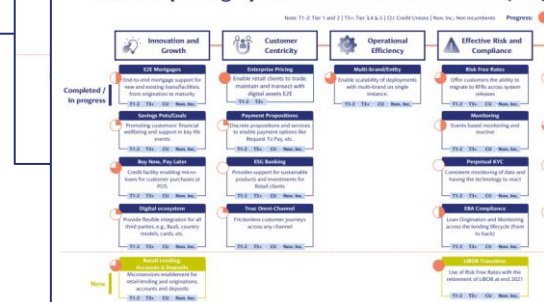 Note: T1-2: Tier 1 and 2 | T3+: Tier 3,4 & 5 | CU: Credit Unions | Non. Inc. Non Incumbents Progress:
Innovation and
Growth
Customer
Centricity
Operational
Efficiency
Effective Risk and
Compliance
Completed /
In progress
E2E Mortgages
End-to-end mortgage support for
new and existing loans/facilities,
from origination to maturity
T1-2 T3+ CU Non. Inc.
Enterprise Pricing
Enable retail clients to trade,
maintain and transact with
digital assets E2E
T1-2 T3+
Multi-brand/Entity
Enable scalability of deployments
with multi-brand on single
instance.
T1-2 T3+ CU Non. Inc.
Risk Free Rates
Offer customers the ability to
migrate to RFRs across system
releases
T1-2 T3+ CU Non. Inc.
Savings Pots/Goals
Promoting customers' financial
wellbeing and support in key life
events
T1-2 T3+ CU Non. Inc.
Payment Propositions
Discrete propositions and services
to enable payment options like
Request To Pay, etc.
T1-2 T3+ CU Non. Inc.
Monitoring
Events based monitoring and
reactive
T1-2 T3+ CU Non. Inc.
Buy Now, Pay Later
Credit facility enabling micro-
loans for customer purchases at
POS
T1-2 T3+ CU Non. Inc.
ESG Banking
Provides support for sustainable
products and investments for
Retail clients
T1-2 T3+ CU Non. Inc.
Perpetual KYC
Consistent monitoring of data and
having the technology to react
T1-2 T3+ CU Non. Inc.
Digital ecosystem
Provide flexible integration for all
third parties, e.g., BaaS, country
models, cards, etc.
T1-2 T3+ CU Non. Inc.
True Omni-Channel
Frictionless customer journeys
across any channel
T1-2 T3+ CU Non. Inc.
EBA Compliance
Loan Origination and Monitoring
across the lending lifecycle (front
to back)
T1-2 T3+ CU Non. Inc.
New
Retail Lending
Accounts & Deposits
Microservices enablement for
retail lending and originations,
accounts and deposits
T1-2 T3+ CU Non. Inc.
LIBOR Transition
Use of Risk Free Rates with the
retirement of LIBOR at end 2021
T1-2 T3+ CU Non. Inc.